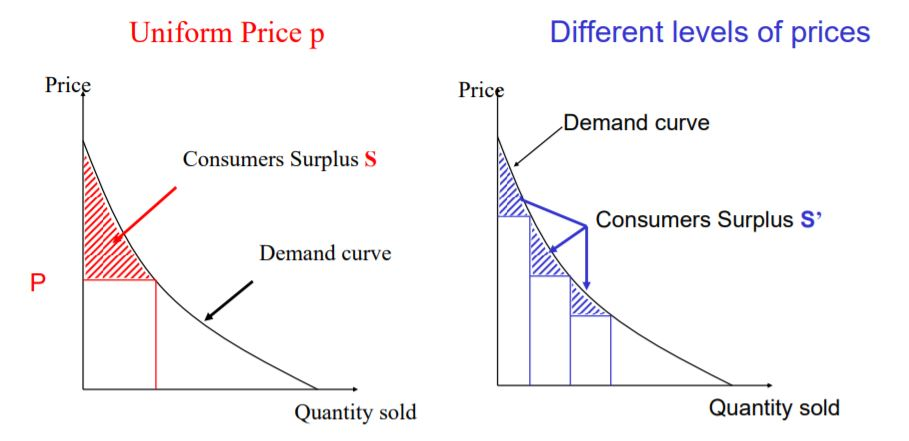 Uniform Price p
Price
Consumers Surplus S
Demand curve
P
Quantity sold
Different levels of prices
Price
Demand curve
Consumers Surplus S’
Quantity sold